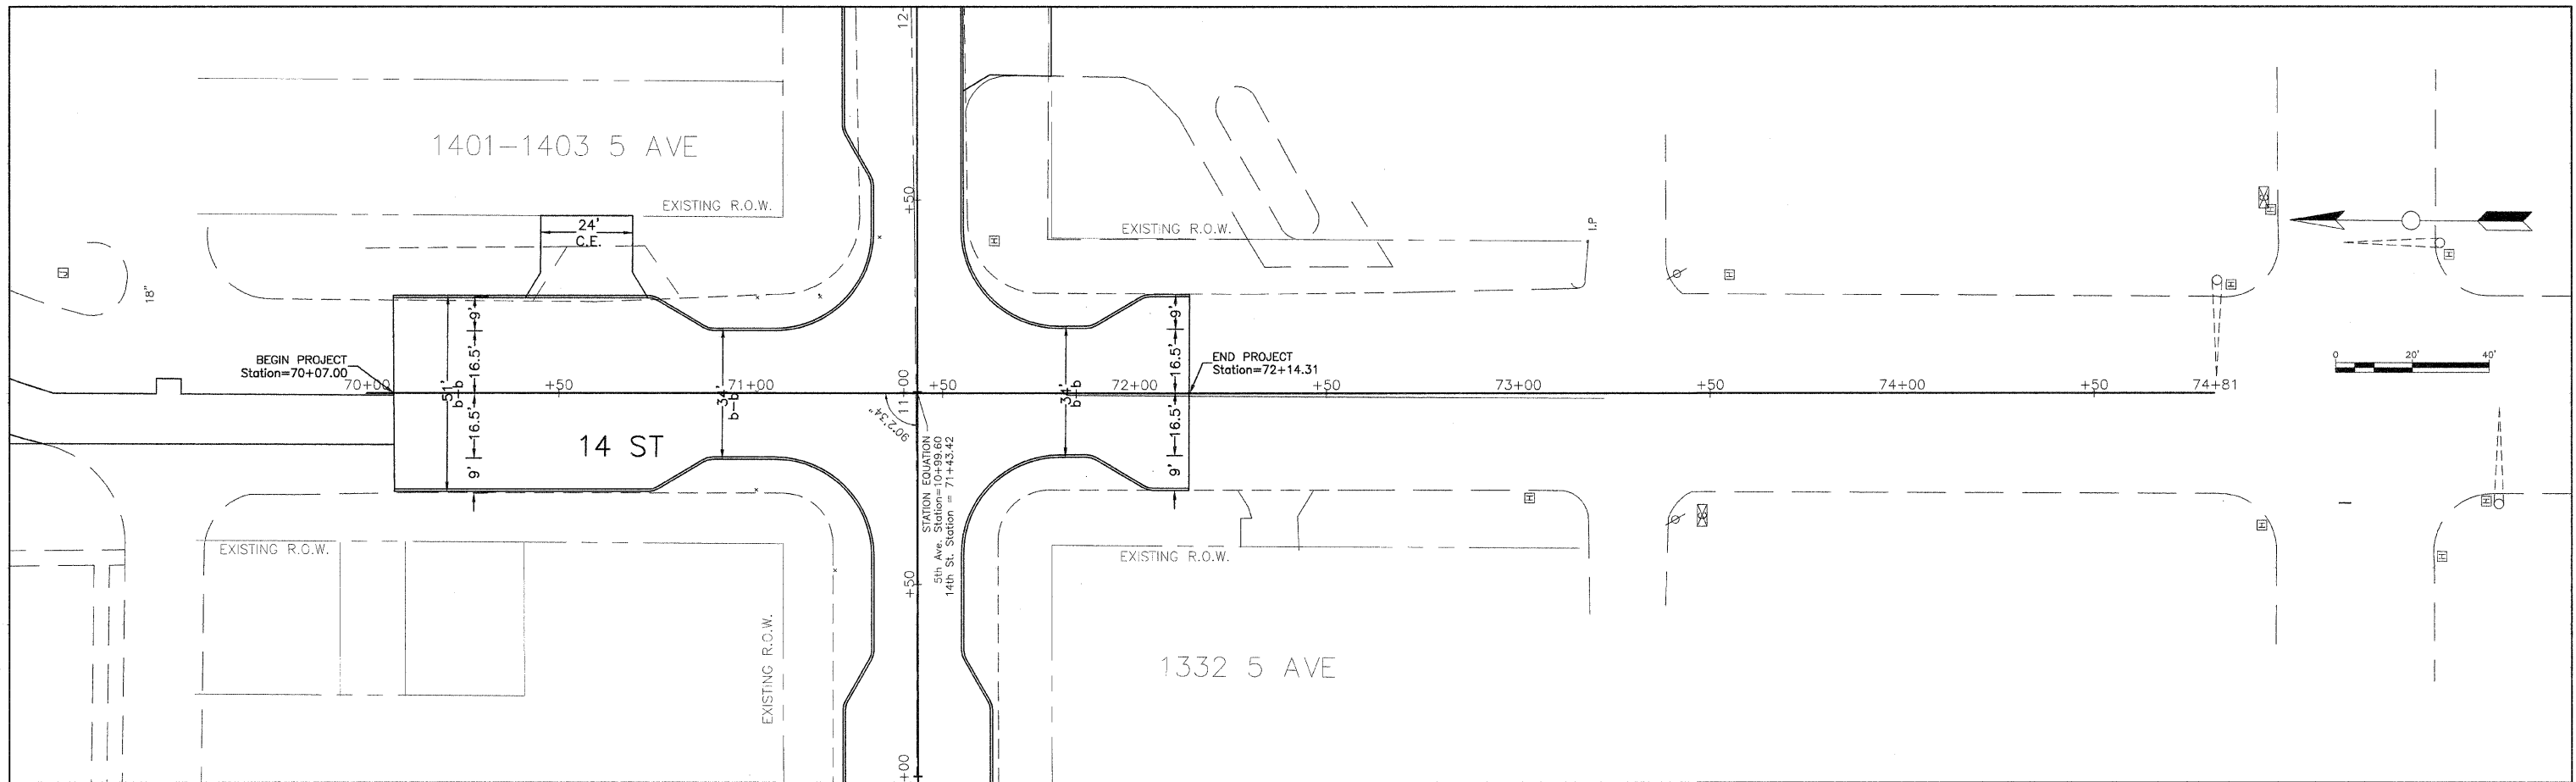 12-
1401-1403 5 AVE
+50
EXISTING R.O.W.
EXISTING R.O.W.
I.P
24'
C.E.
H
H
H
H
H
H
J
18"
9'
9'
BEGIN PROJECT
Station=70+07.00
END PROJECT
Station=72+14.31
16.5'
16.5'
0 20' 40'
70+00 +50 71+00 +50 72+00 +50 73+00 +50 74+00 +50 74+81
51'
b-b
34'
b-b
34'
b-b
11+00
90°2'34"
16.5'
16.5'
14 ST
9'
9'
STATION EQUATION
5th Ave. Station=10+99.60
14th St. Station = 71+43.42
H
H
H
H
EXISTING R.O.W.
EXISTING R.O.W.
+50
EXISTING R.O.W.
1332 5 AVE
+00